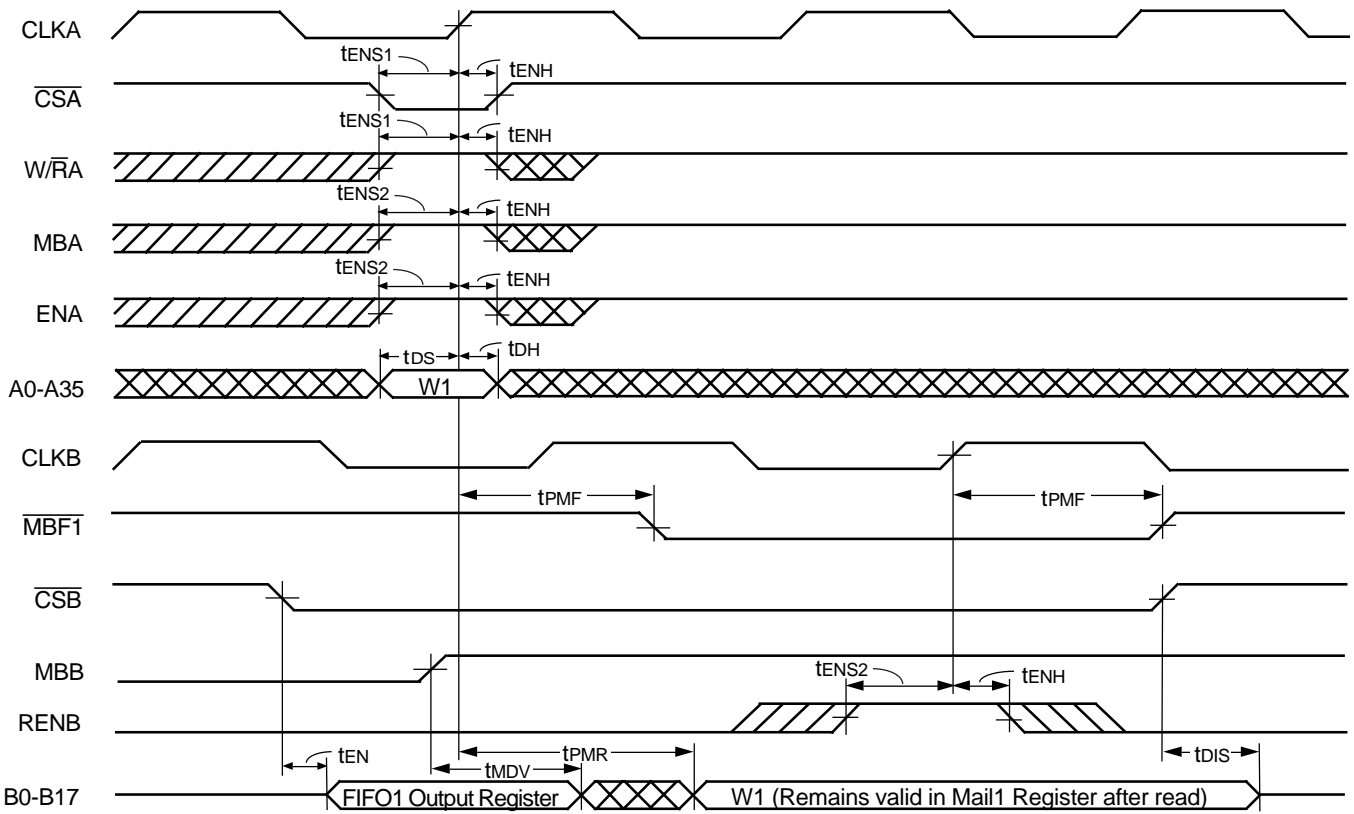 CLKA
tENS1
tENH
CSA
tENS1
tENH
W/RA
tENS2
tENH
MBA
tENS2
tENH
ENA
tDS
tDH
A0-A35
W1
CLKB
tPMF
tPMF
MBF1
CSB
MBB
tENS2
tENH
RENB
tEN
tPMR
tMDV
tDIS
B0-B17
FIFO1 Output Register
W1 (Remains valid in Mail1 Register after read)